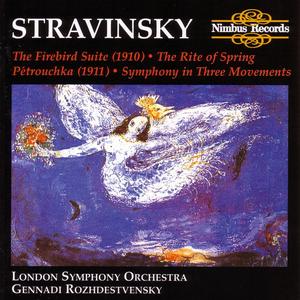 STRAVINSKY
Nimbus Records
The Firebird Suite (1910) • The Rite of Spring
Pétrouchka (1911) • Symphony in Three Movements
LONDON SYMPHONY ORCHESTRA
GENNADI ROZHDESTVENSKY